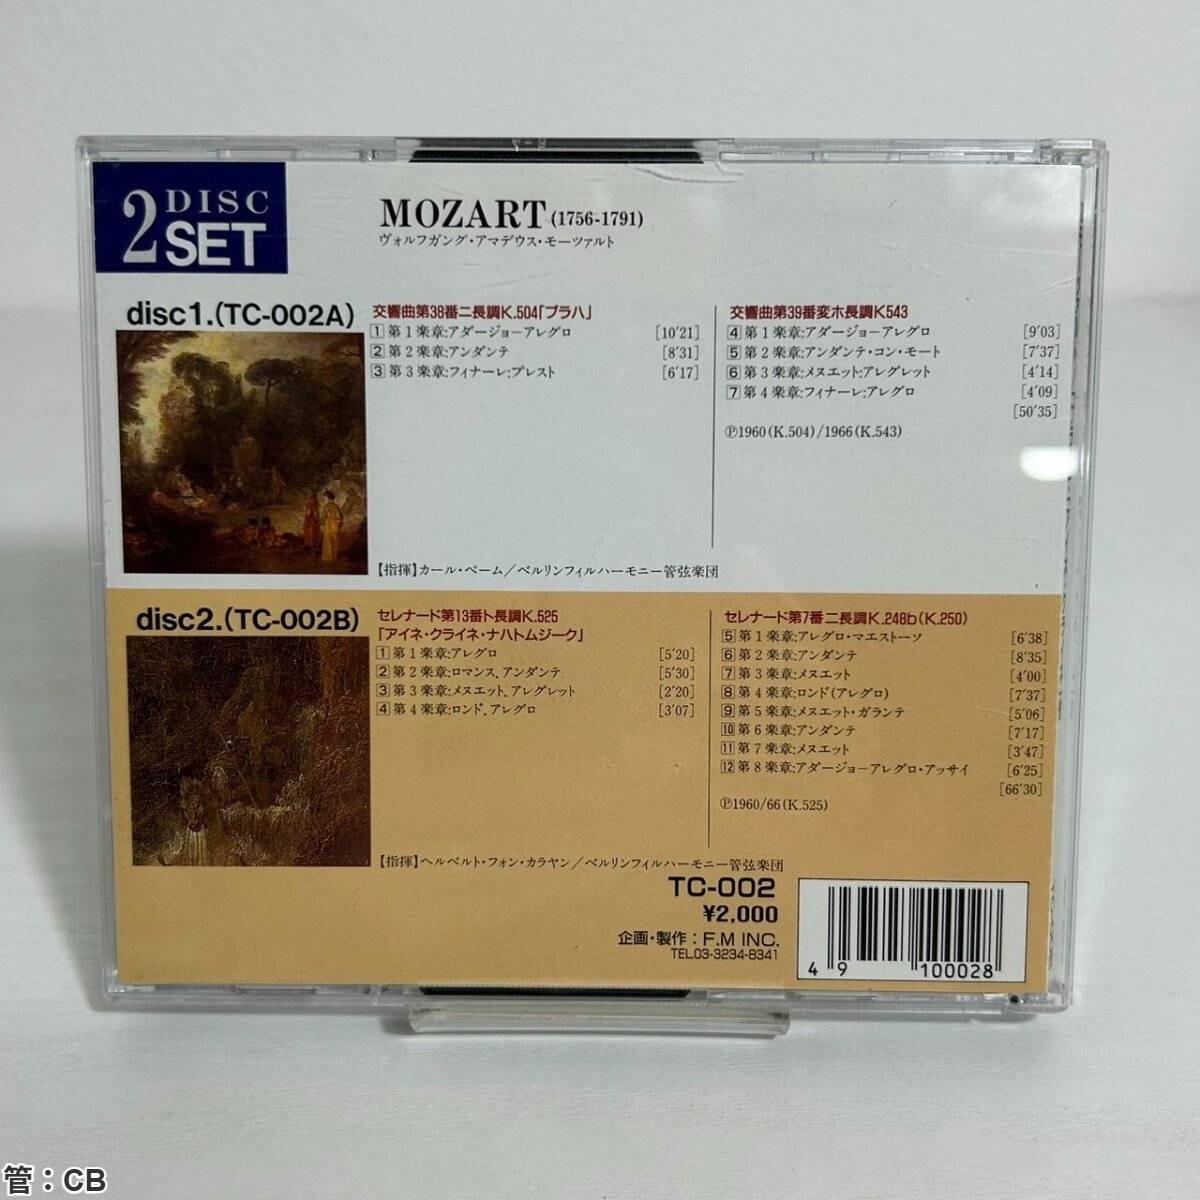 2 DISC SET
MOZART (1756-1791)
ヴォルフガング・アマデウス・モーツァルト
disc1.(TC-002A)
交響曲第38番ニ長調K.504「プラハ」
1 第1楽章:アダージョ−アレグロ [10'21]
2 第2楽章:アンダンテ [8'31]
3 第3楽章:フィナーレ:プレスト [6'17]
交響曲第39番変ホ長調K543
4 第1楽章:アダージョ−アレグロ [9'03]
5 第2楽章:アンダンテ・コン・モート [7'37]
6 第3楽章:メヌエット:アレグレット [4'14]
7 第4楽章:フィナーレ:アレグロ [4'09]
[50'35]
Ⓟ1960(K.504)/1966(K.543)
【指揮】カール・ベーム/ベルリンフィルハーモニー管弦楽団
disc2.(TC-002B)
セレナード第13番ト長調K.525
「アイネ・クライネ・ナハトムジーク」
1 第1楽章:アレグロ [5'20]
2 第2楽章:ロマンス.アンダンテ [5'30]
3 第3楽章:メヌエット.アレグレット [2'20]
4 第4楽章:ロンド.アレグロ [3'07]
セレナード第7番ニ長調K.248b(K.250)
5 第1楽章:アレグロ・マエストーソ [6'38]
6 第2楽章:アンダンテ [8'35]
7 第3楽章:メヌエット [4'00]
8 第4楽章:ロンド(アレグロ) [7'37]
9 第5楽章:メヌエット・ガランテ [5'06]
10 第6楽章:アンダンテ [7'17]
11 第7楽章:メヌエット [3'47]
12 第8楽章:アダージョ−アレグロ・アッサイ [6'25]
[66'30]
Ⓟ1960/66(K.525)
【指揮】ヘルベルト・フォン・カラヤン/ベルリンフィルハーモニー管弦楽団
TC-002
¥2,000
企画・製作：F.M INC.
TEL.03-3234-8341
49 100028
管：CB